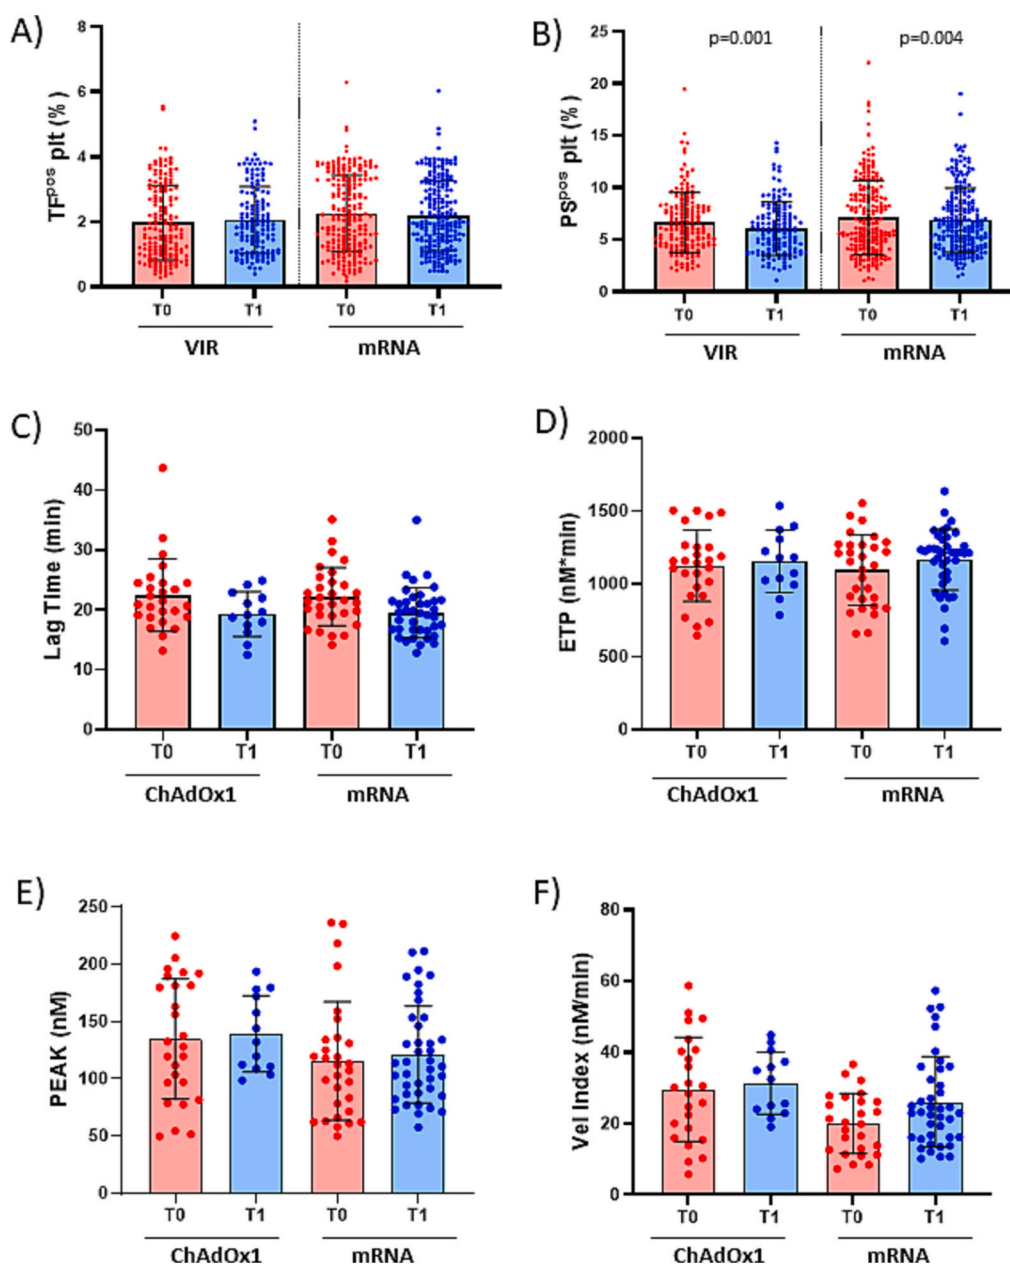 A)
TFpos plt (%)
8
6
4
2
0
T0
T1
T0
T1
VIR
mRNA
B)
p=0.001
p=0.004
PSpos plt (%)
25
20
15
10
5
0
T0
T1
T0
T1
VIR
mRNA
C)
Lag Time (min)
50
40
30
20
10
0
T0
T1
T0
T1
ChAdOx1
mRNA
D)
ETP (nM*min)
2000
1500
1000
500
0
T0
T1
T0
T1
ChAdOx1
mRNA
E)
PEAK (nM)
250
200
150
100
50
0
T0
T1
T0
T1
ChAdOx1
mRNA
F)
Vel Index (nM/min)
80
60
40
20
0
T0
T1
T0
T1
ChAdOx1
mRNA